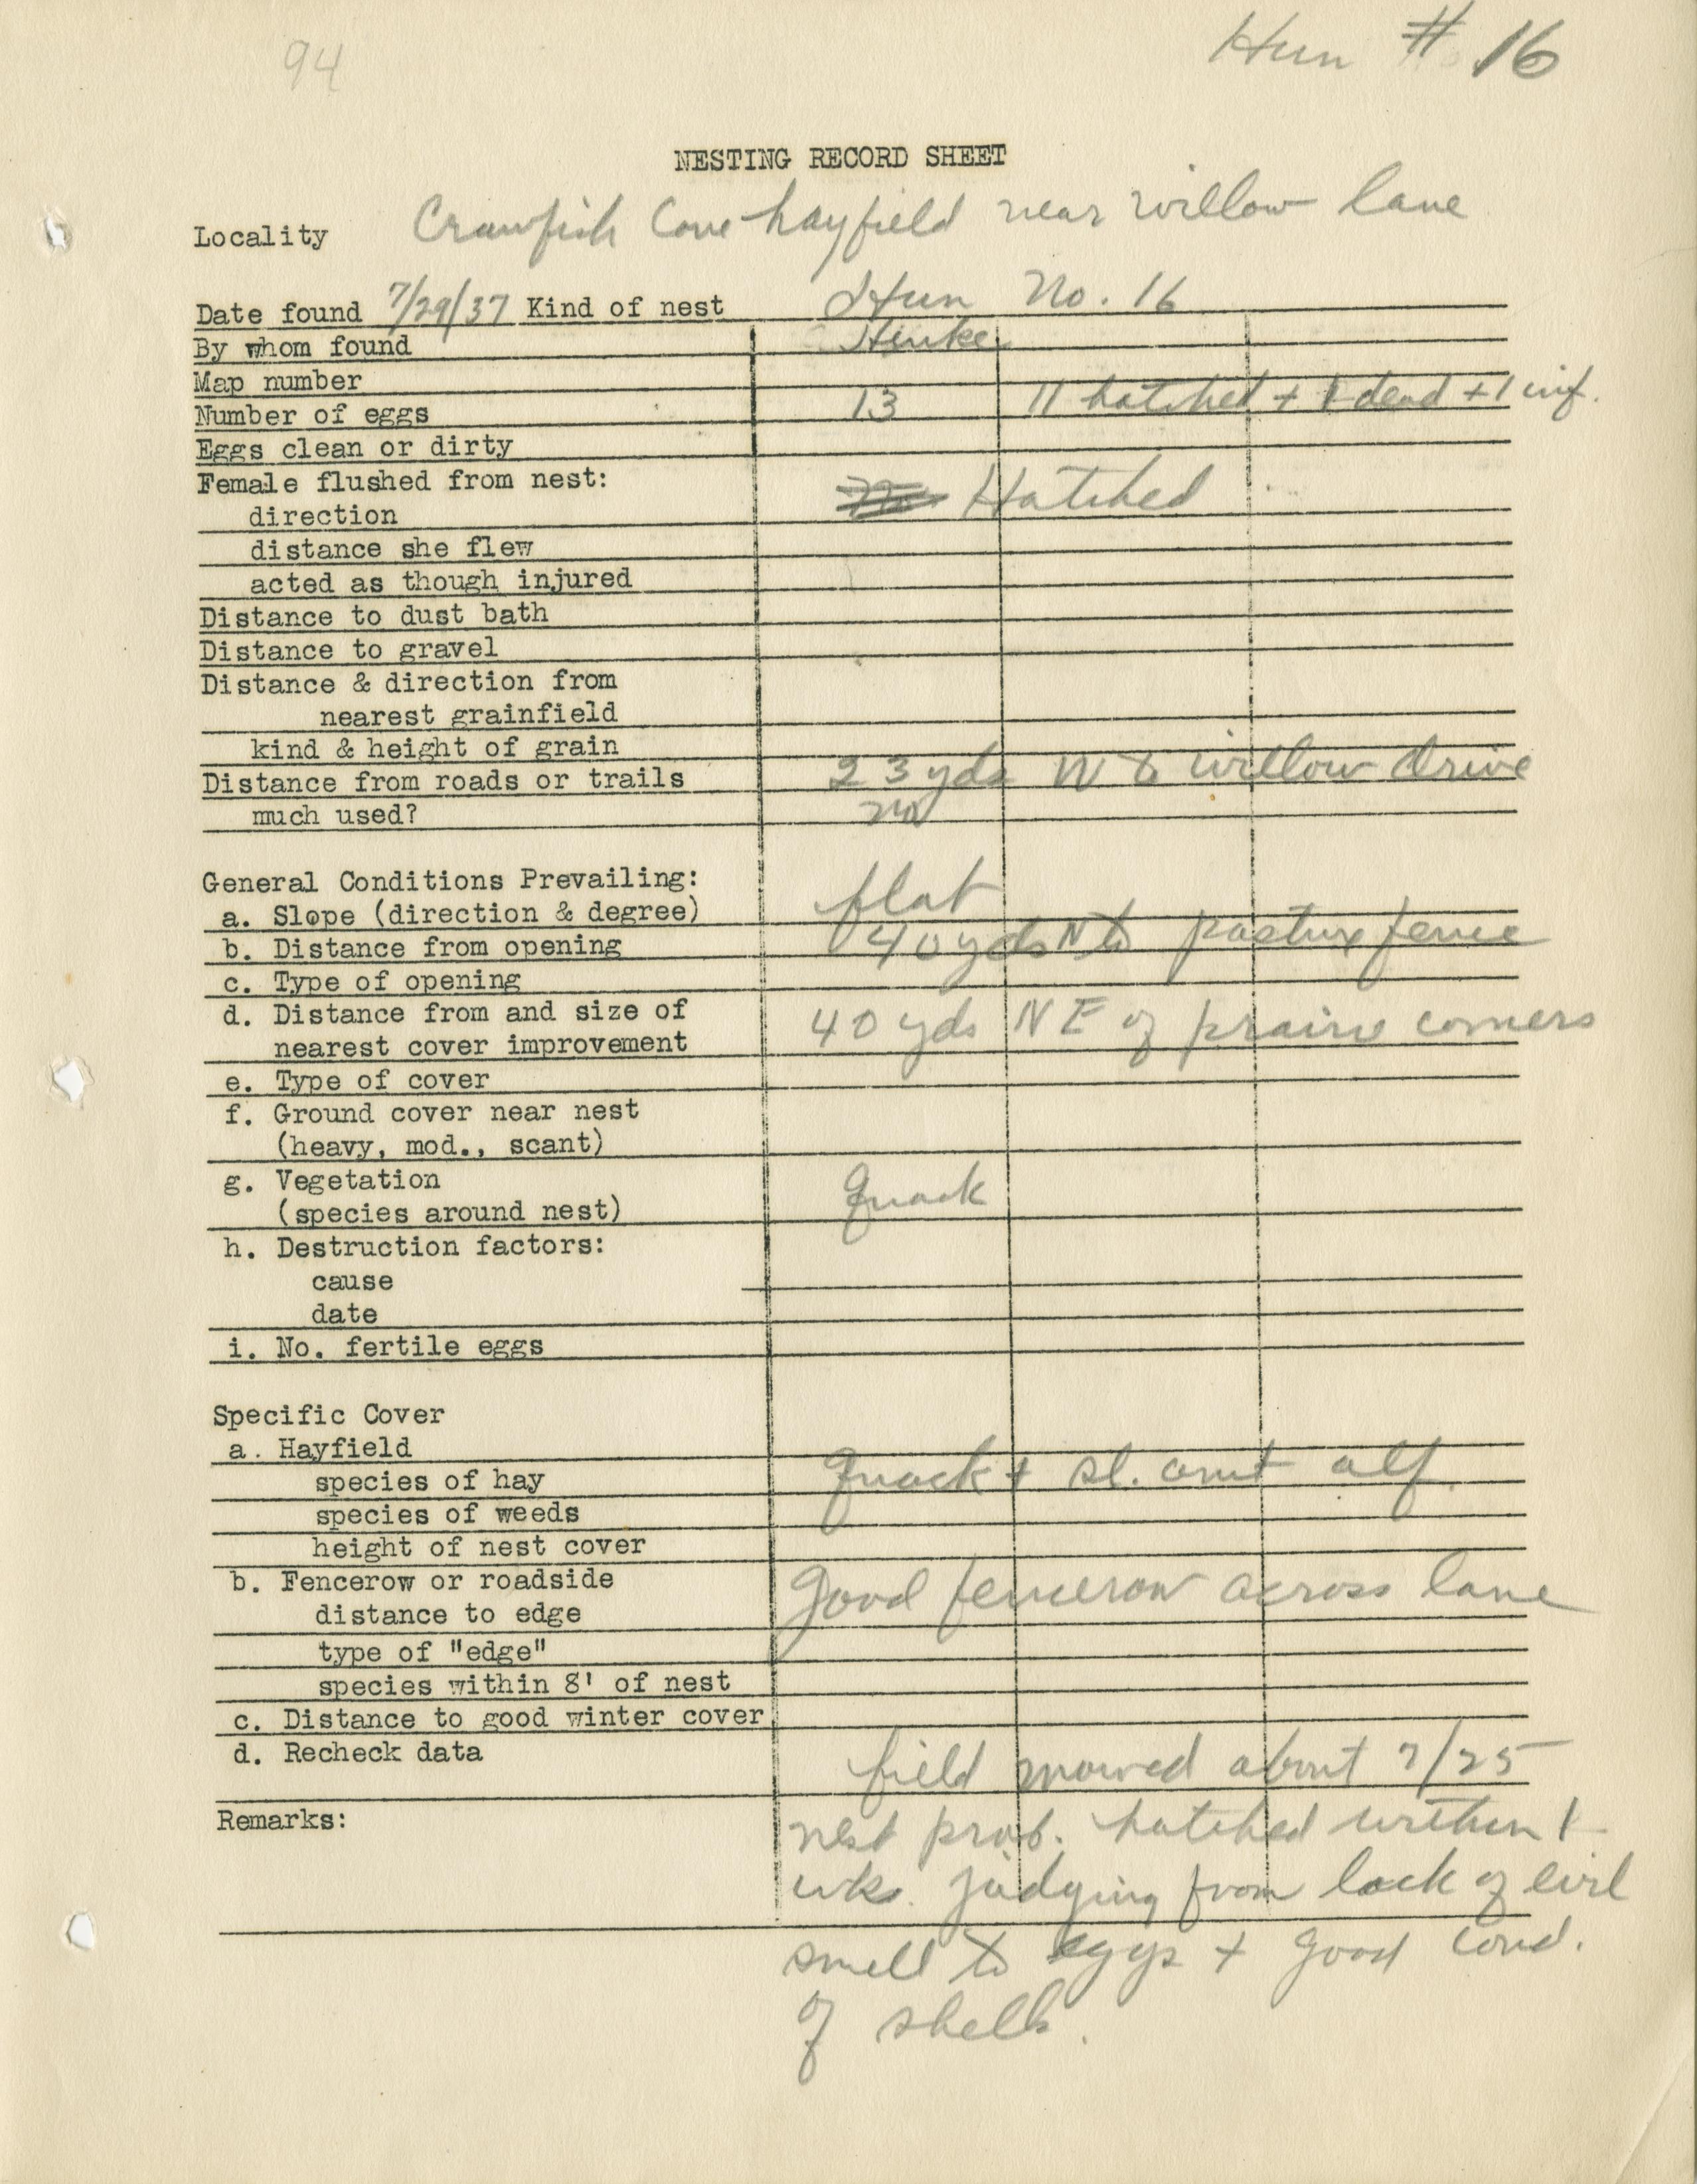 94
Hun # 16
NESTING RECORD SHEET
Locality Crawfish Cove hayfield near willow lane
Date found 7/29/37 Kind of nest Hun No. 16
By whom found
Map number
Number of eggs 13 11 hatched + 1 dead + 1 inf.
Eggs clean or dirty
Female flushed from nest:
direction Hatched
distance she flew
acted as though injured
Distance to dust bath
Distance to gravel
Distance & direction from
nearest grainfield
kind & height of grain
Distance from roads or trails 23 yds willow drive
much used? no
General Conditions Prevailing:
a. Slope (direction & degree) flat
b. Distance from opening 40 yds N to pasture fence
c. Type of opening
d. Distance from and size of
nearest cover improvement 40 yds NE of prairie corners
e. Type of cover
f. Ground cover near nest
(heavy, mod., scant)
g. Vegetation
(species around nest) Quack
h. Destruction factors:
cause
date
i. No. fertile eggs
Specific Cover
a. Hayfield
species of hay Quack + sl. amt alf.
species of weeds
height of nest cover
b. Fencerow or roadside
distance to edge Good fencerow across lane
type of "edge"
species within 8' of nest
c. Distance to good winter cover
d. Recheck data field mowed about 7/25
Remarks: nest prob. hatched within
wks. judging from lack of
smell to eggs + good cond.
of shells.